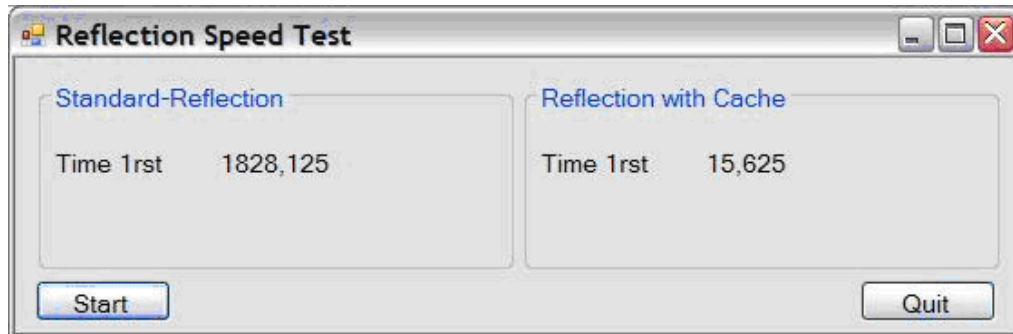 Reflection Speed Test
Standard-Reflection
Time 1rst 1828,125
Reflection with Cache
Time 1rst 15,625
Start
Quit